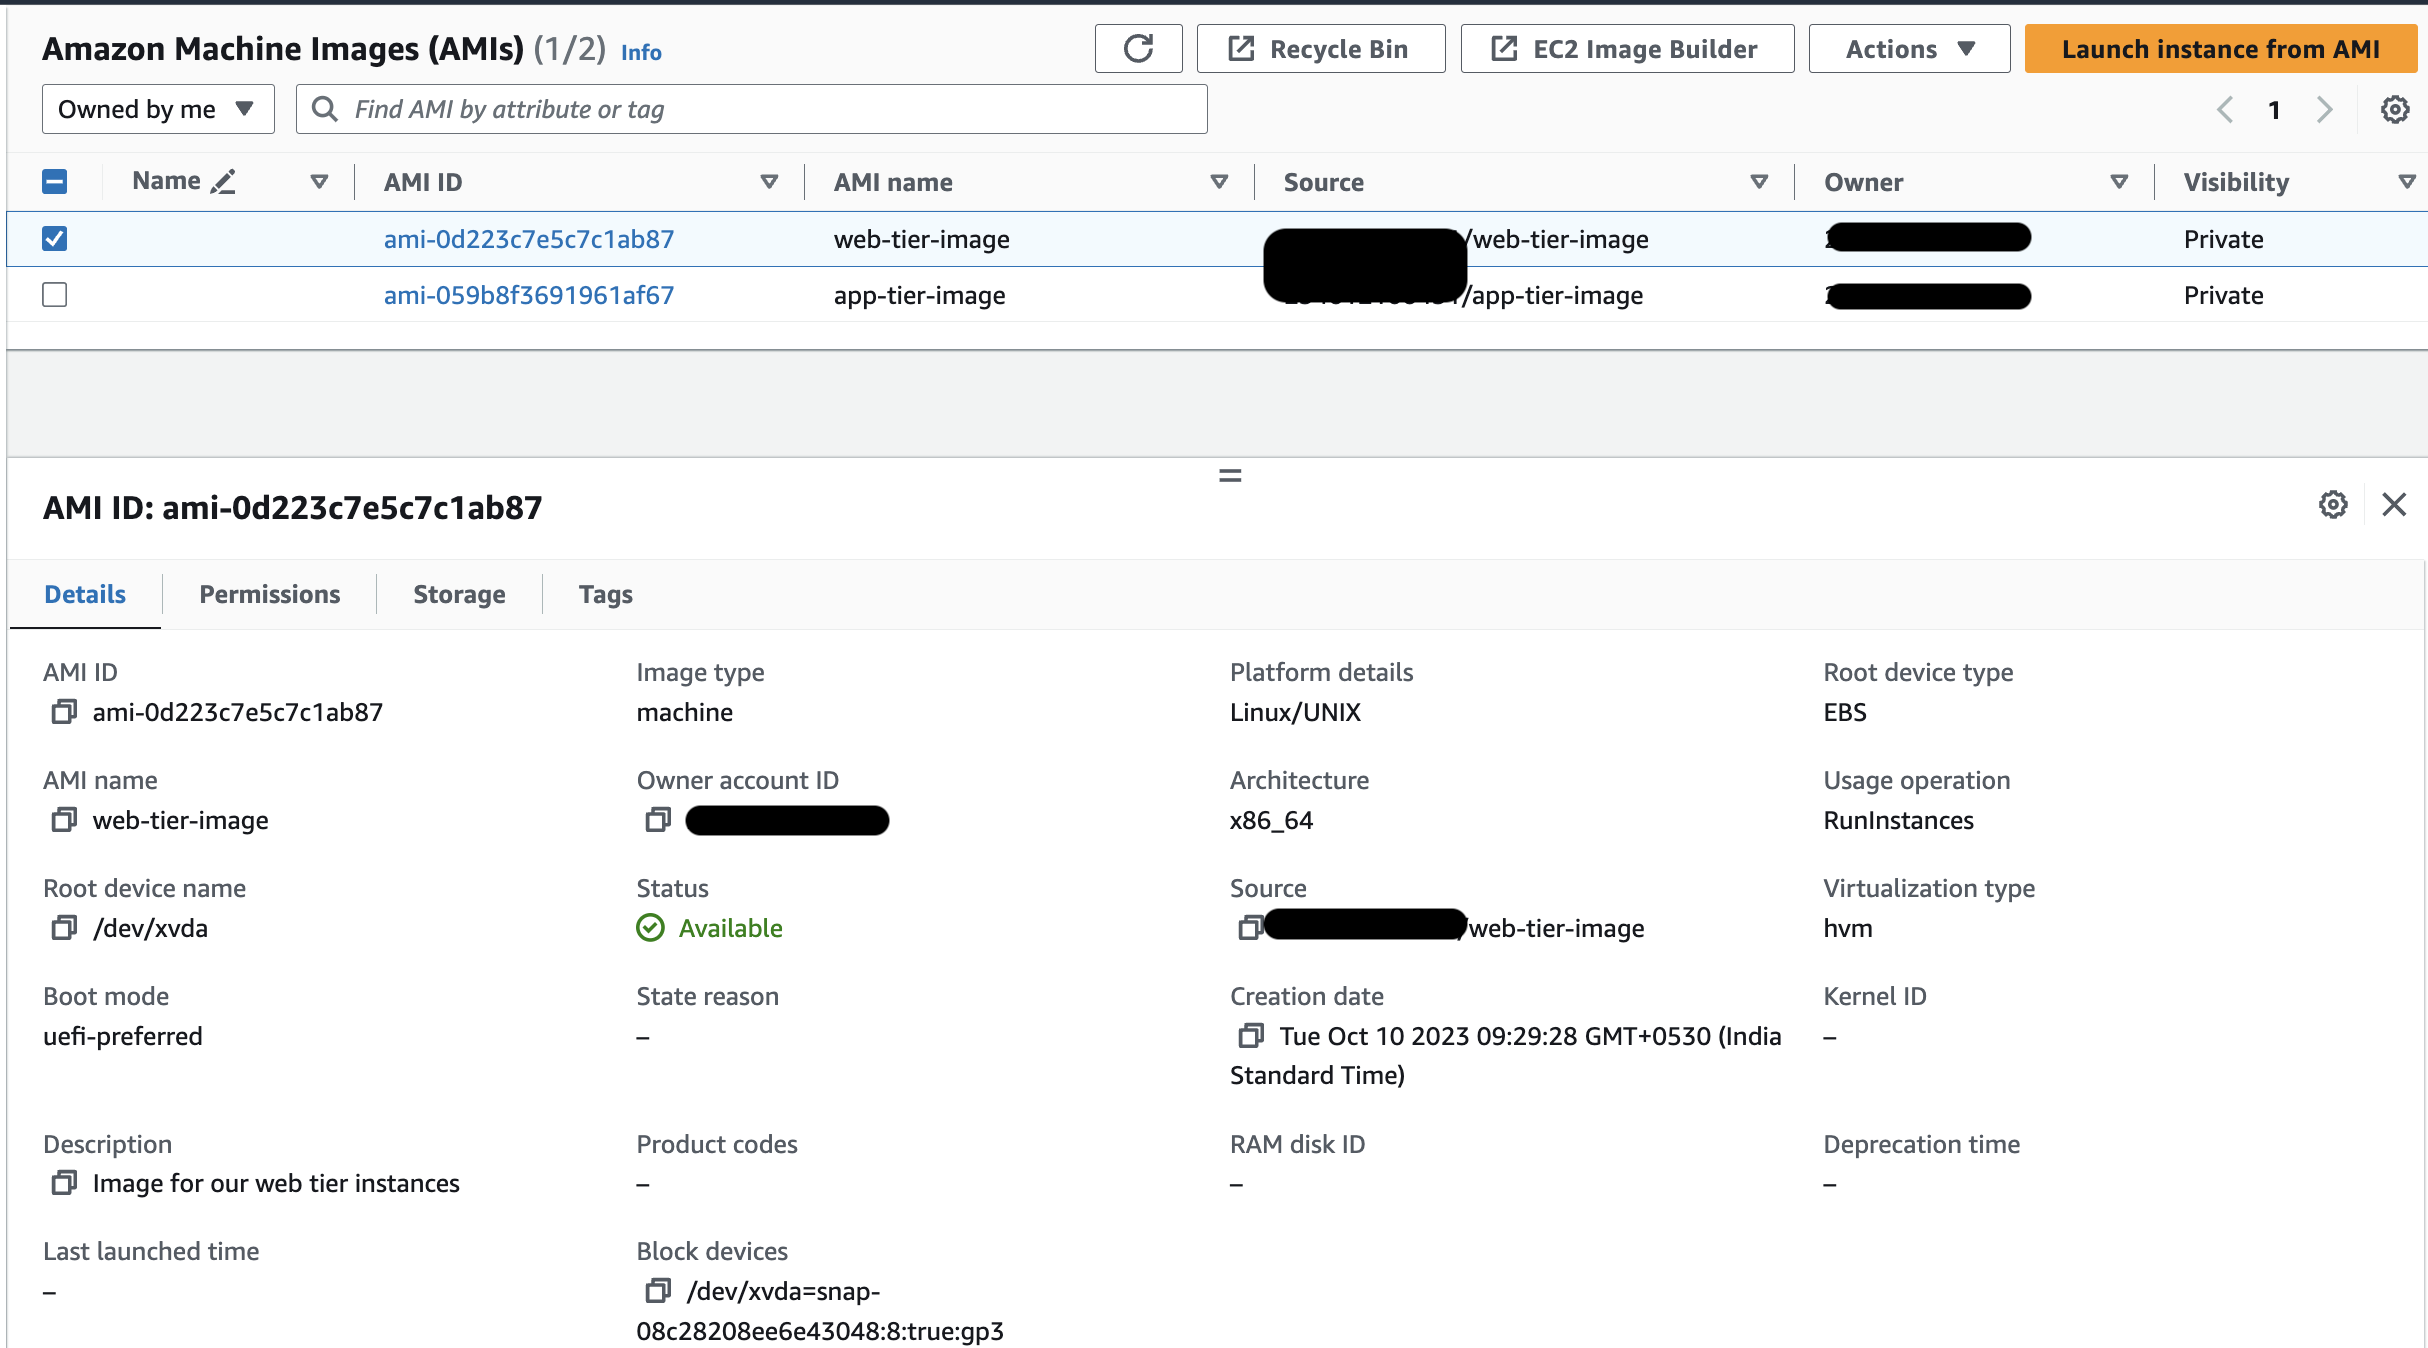 Amazon Machine Images (AMIs) (1/2) Info
Recycle Bin
EC2 Image Builder
Actions
Launch instance from AMI
Owned by me
Find AMI by attribute or tag
1
Name AMI ID AMI name Source Owner Visibility
ami-0d223c7e5c7c1ab87 web-tier-image /web-tier-image Private
ami-059b8f3691961af67 app-tier-image /app-tier-image Private
AMI ID: ami-0d223c7e5c7c1ab87
Details Permissions Storage Tags
AMI ID
ami-0d223c7e5c7c1ab87
Image type
machine
Platform details
Linux/UNIX
Root device type
EBS
AMI name
web-tier-image
Owner account ID
Architecture
x86_64
Usage operation
RunInstances
Root device name
/dev/xvda
Status
Available
Source
/web-tier-image
Virtualization type
hvm
Boot mode
uefi-preferred
State reason
–
Creation date
Tue Oct 10 2023 09:29:28 GMT+0530 (India
Standard Time)
Kernel ID
–
Description
Image for our web tier instances
Product codes
–
RAM disk ID
–
Deprecation time
–
Last launched time
–
Block devices
/dev/xvda=snap-
08c28208ee6e43048:8:true:gp3